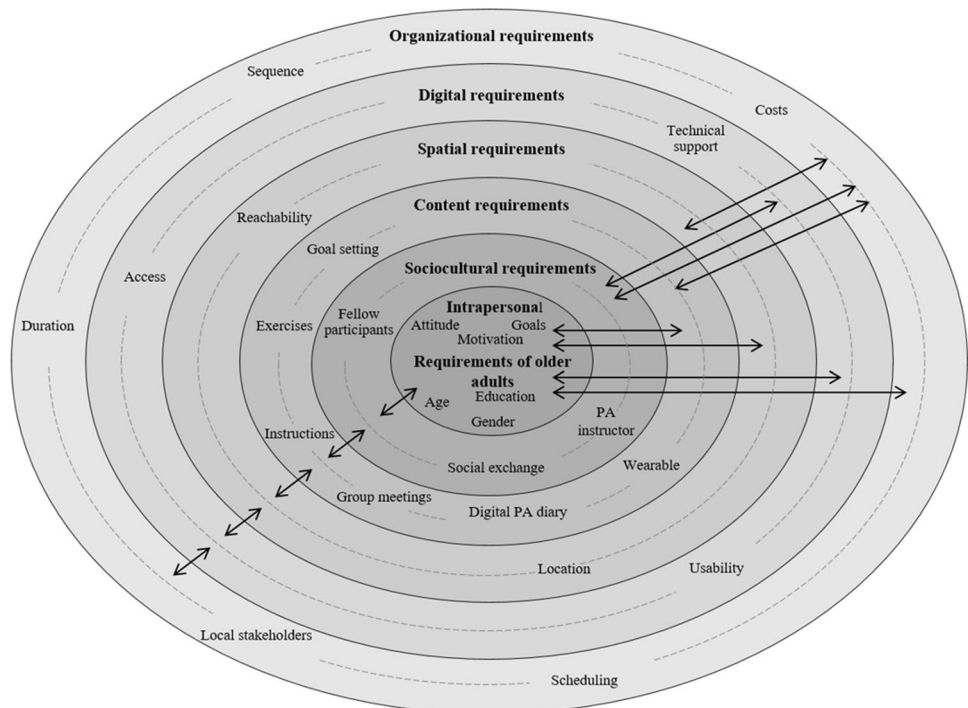 Organizational requirements
Sequence
Costs
Digital requirements
Technical
support
Spatial requirements
Reachability
Content requirements
Goal setting
Access
Sociocultural requirements
Duration
Exercises
Fellow
participants
Intrapersonal
Attitude
Goals
Motivation
Requirements of older
adults
Education
Age
Gender
PA
instructor
Instructions
Social exchange
Wearable
Group meetings
Digital PA diary
Location
Usability
Local stakeholders
Scheduling